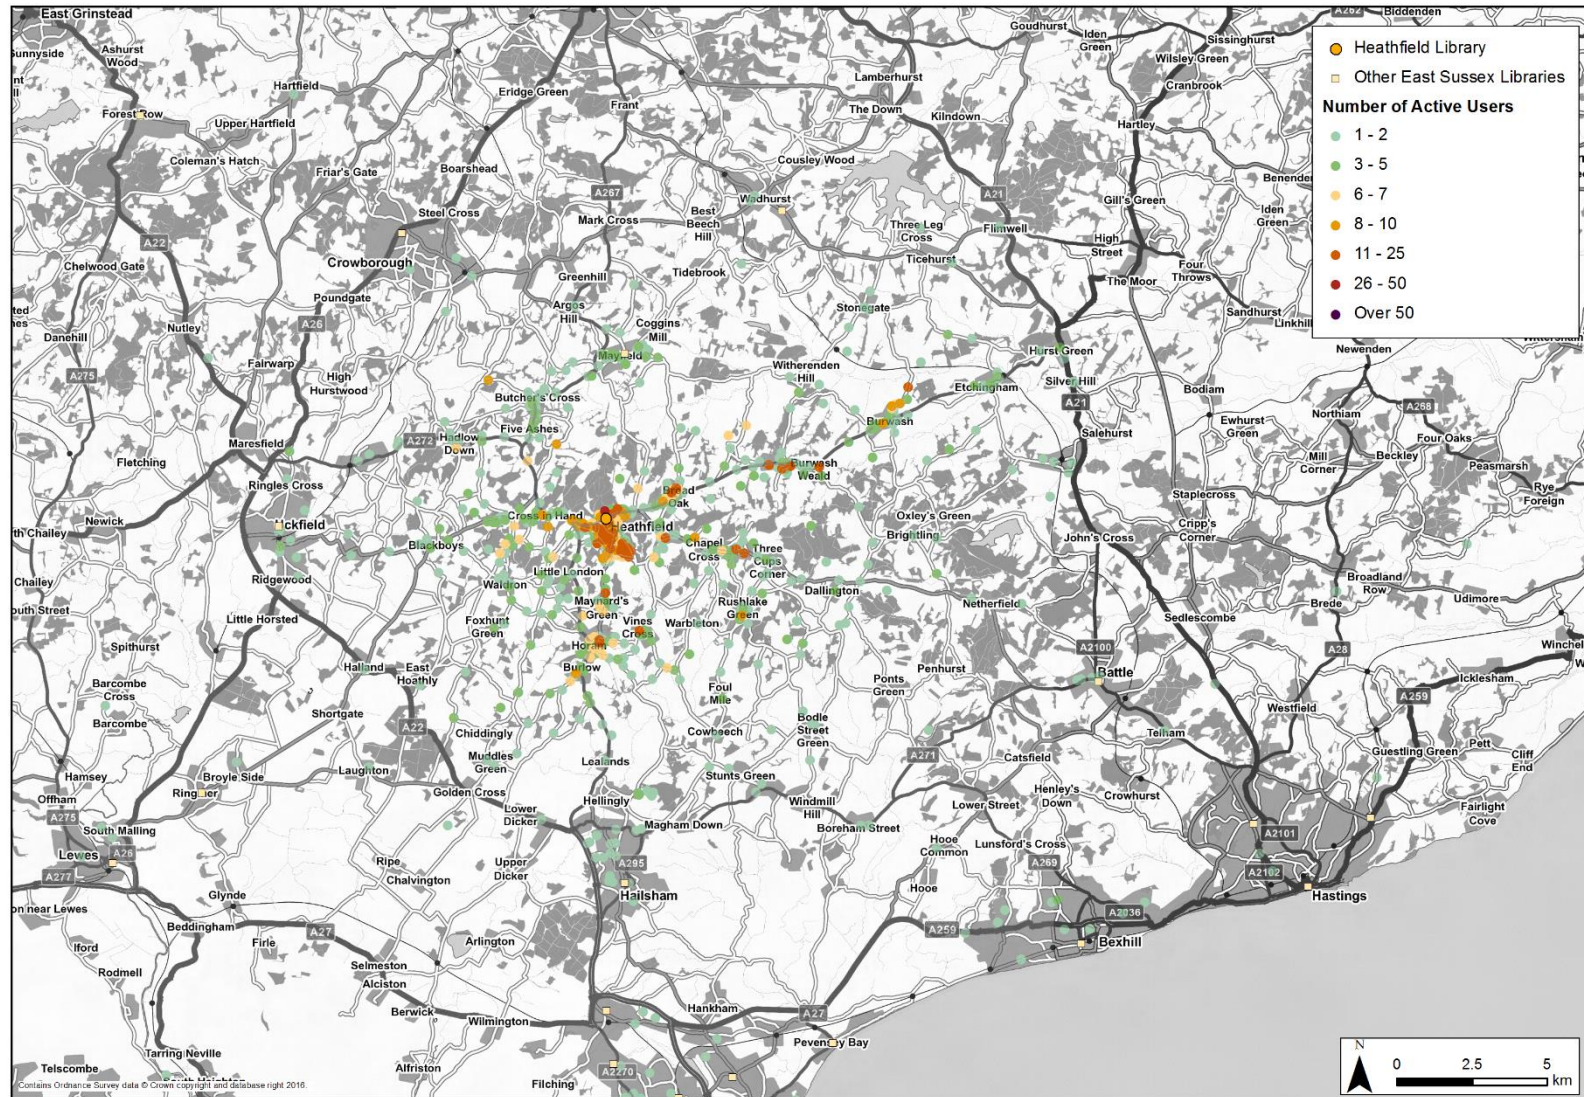 East Grinstead
Sunnyside
Ashurst
Wood
Forest Row
Hartfield
Upper Hartfield
Coleman's Hatch
Friar's Gate
Eridge Green
Boarshead
Frant
Steel Cross
Crowborough
A22
Chelwood Gate
Poundgate
A26
Nutley
Danehill
A275
Fairwarp
High
Hurstwood
A267
Mark Cross
Best
Beech
Hill
Wadhurst
Cousley Wood
Tidebrook
Greenhill
Argos
Hill
Coggins
Mill
Mayfield
Goudhurst
Iden
Green
Sissinghurst
Biddenden
A262
Wilsley Green
Cranbrook
Lamberhurst
The Down
Kilndown
Hartley
A21
Gill's Green
Benenden
Iden
Green
Three Leg
Cross
Flimwell
High
Street
Four
Throws
Ticehurst
The Moor
Sandhurst
Linkhill
Stonegate
Newenden
Witherenden
Hill
Hurst Green
Etchingham
Silver Hill
A21
Bodiam
Northiam
A268
Butcher's Cross
Five Ashes
Hadlow
Down
A272
Maresfield
Fletching
Ringles Cross
Newick
Burwash
Salehurst
Ewhurst
Green
Mill
Corner
Four Oaks
Beckley
Peasmarsh
Rye
Foreign
Burwash
Weald
Broad
Oak
Staplecross
Cripp's
Corner
Cross in Hand
Heathfield
Oxley's Green
Brightling
John's Cross
Blackboys
Chapel
Cross
Three
Cups
Corner
Ridgewood
Waldron
Little London
Dallington
Broadland
Row
Chailey
Maynard's
Green
Rushlake
Green
Netherfield
Brede
Udimore
Little Horsted
Foxhunt
Green
Vines
Cross
Warbleton
Sedlescombe
Spithurst
Horam
A2100
A28
Halland
East
Hoathly
Burlow
Penhurst
Battle
Icklesham
Barcombe
Cross
Foul
Mile
Ponts
Green
A259
Barcombe
Shortgate
A22
Westfield
Chiddingly
Cowbeech
Bodle
Street
Green
Telham
Pett
Guestling Green
Cliff
End
Muddles
Green
Lealands
A271
Catsfield
Hamsey
Broyle Side
Laughton
Stunts Green
Ringmer
Golden Cross
Hellingly
Henley's
Down
Crowhurst
Offham
A275
Lower
Dicker
Windmill
Hill
Lower Street
Fairlight
Cove
South Malling
Magham Down
Boreham Street
A2101
Lewes
A26
Ripe
Upper
Dicker
Hooe
Common
Lunsford's Cross
A277
Chalvington
A295
A269
A2102
Glynde
Hailsham
Hooe
Hastings
on near Lewes
Beddingham
A27
A259
A2036
Firle
Arlington
Bexhill
Iford
Selmeston
Rodmell
Alciston
Berwick
Wilmington
Hankham
A27
Pevensey Bay
Tarring Neville
Telscombe
Alfriston
Filching
A2270
Contains Ordnance Survey data © Crown copyright and database right 2016.
Heathfield Library
Other East Sussex Libraries
Number of Active Users
1 - 2
3 - 5
6 - 7
8 - 10
11 - 25
26 - 50
Over 50
N
0 2.5 5
km